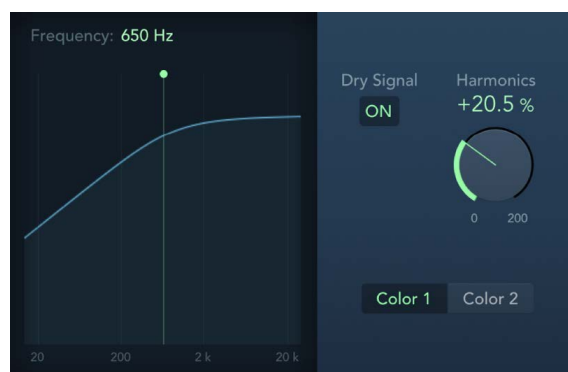 Frequency: 650 Hz
20 200 2 k 20 k
Dry Signal
ON
Harmonics
+20.5 %
0 200
Color 1 Color 2